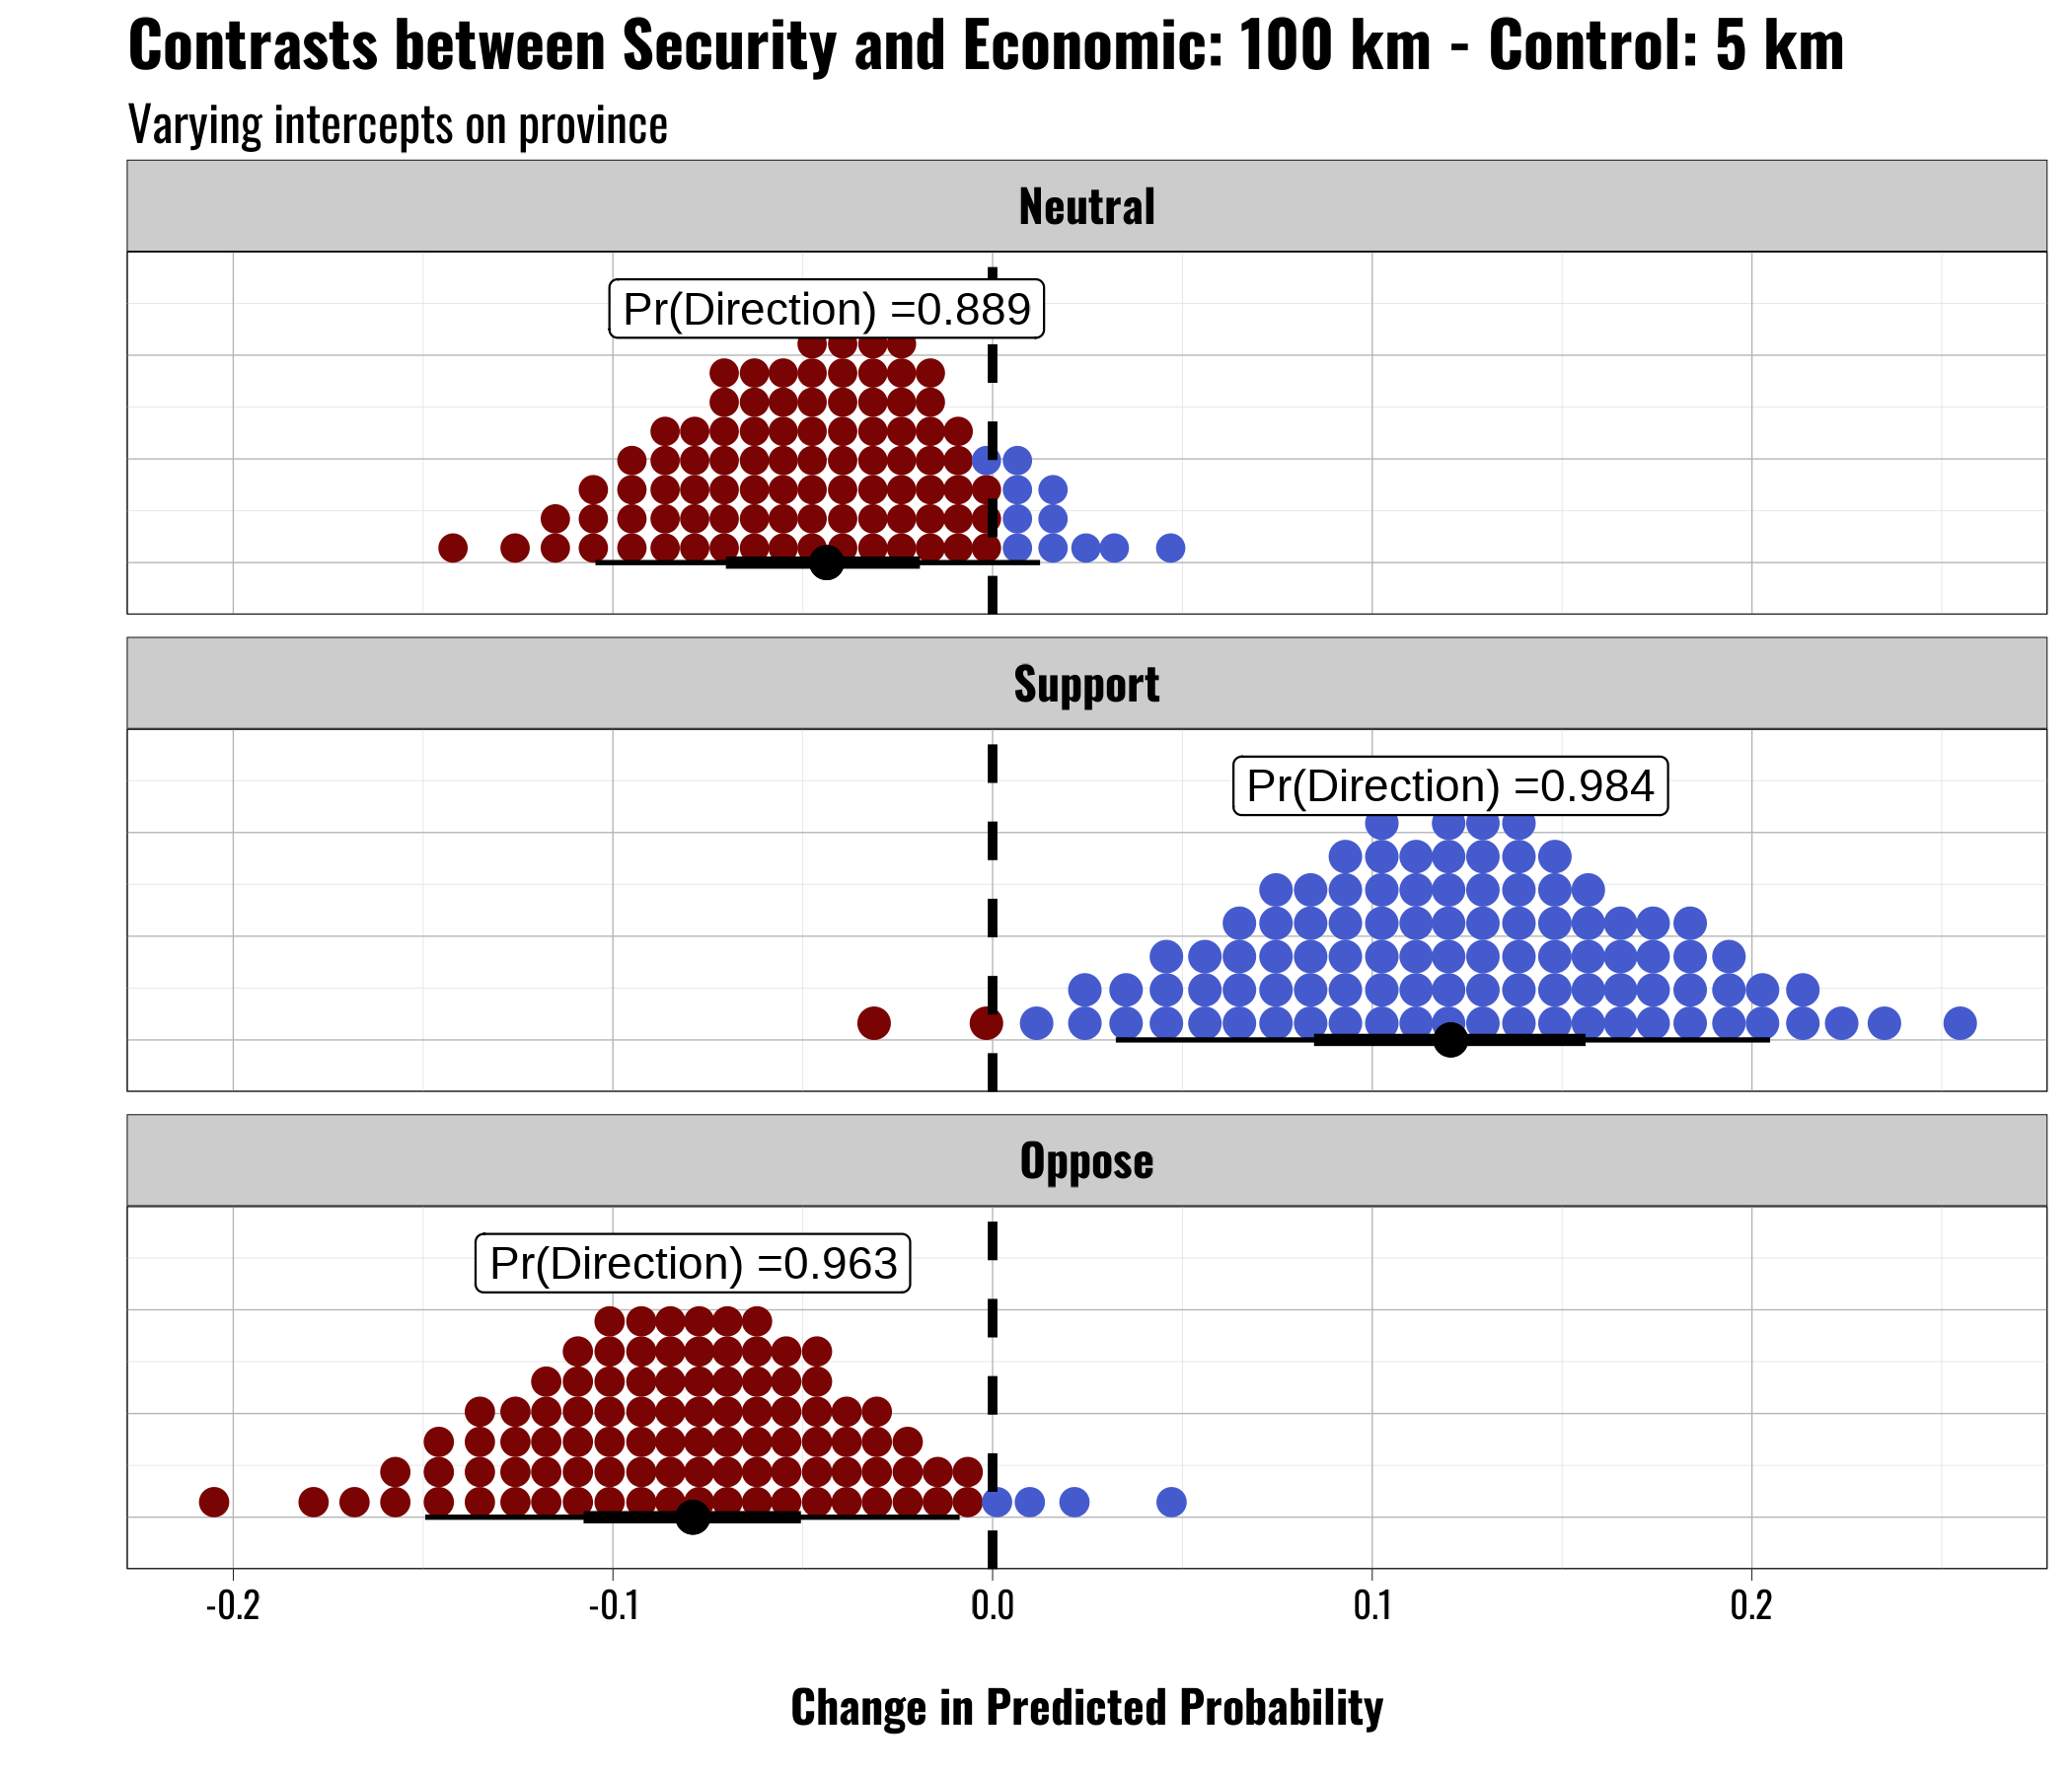 Contrasts between Security and Economic: 100 km - Control: 5 km
Varying intercepts on province
Neutral
Pr(Direction) =0.889
Support
Pr(Direction) =0.984
Oppose
Pr(Direction) =0.963
-0.2 -0.1 0.0 0.1 0.2
Change in Predicted Probability